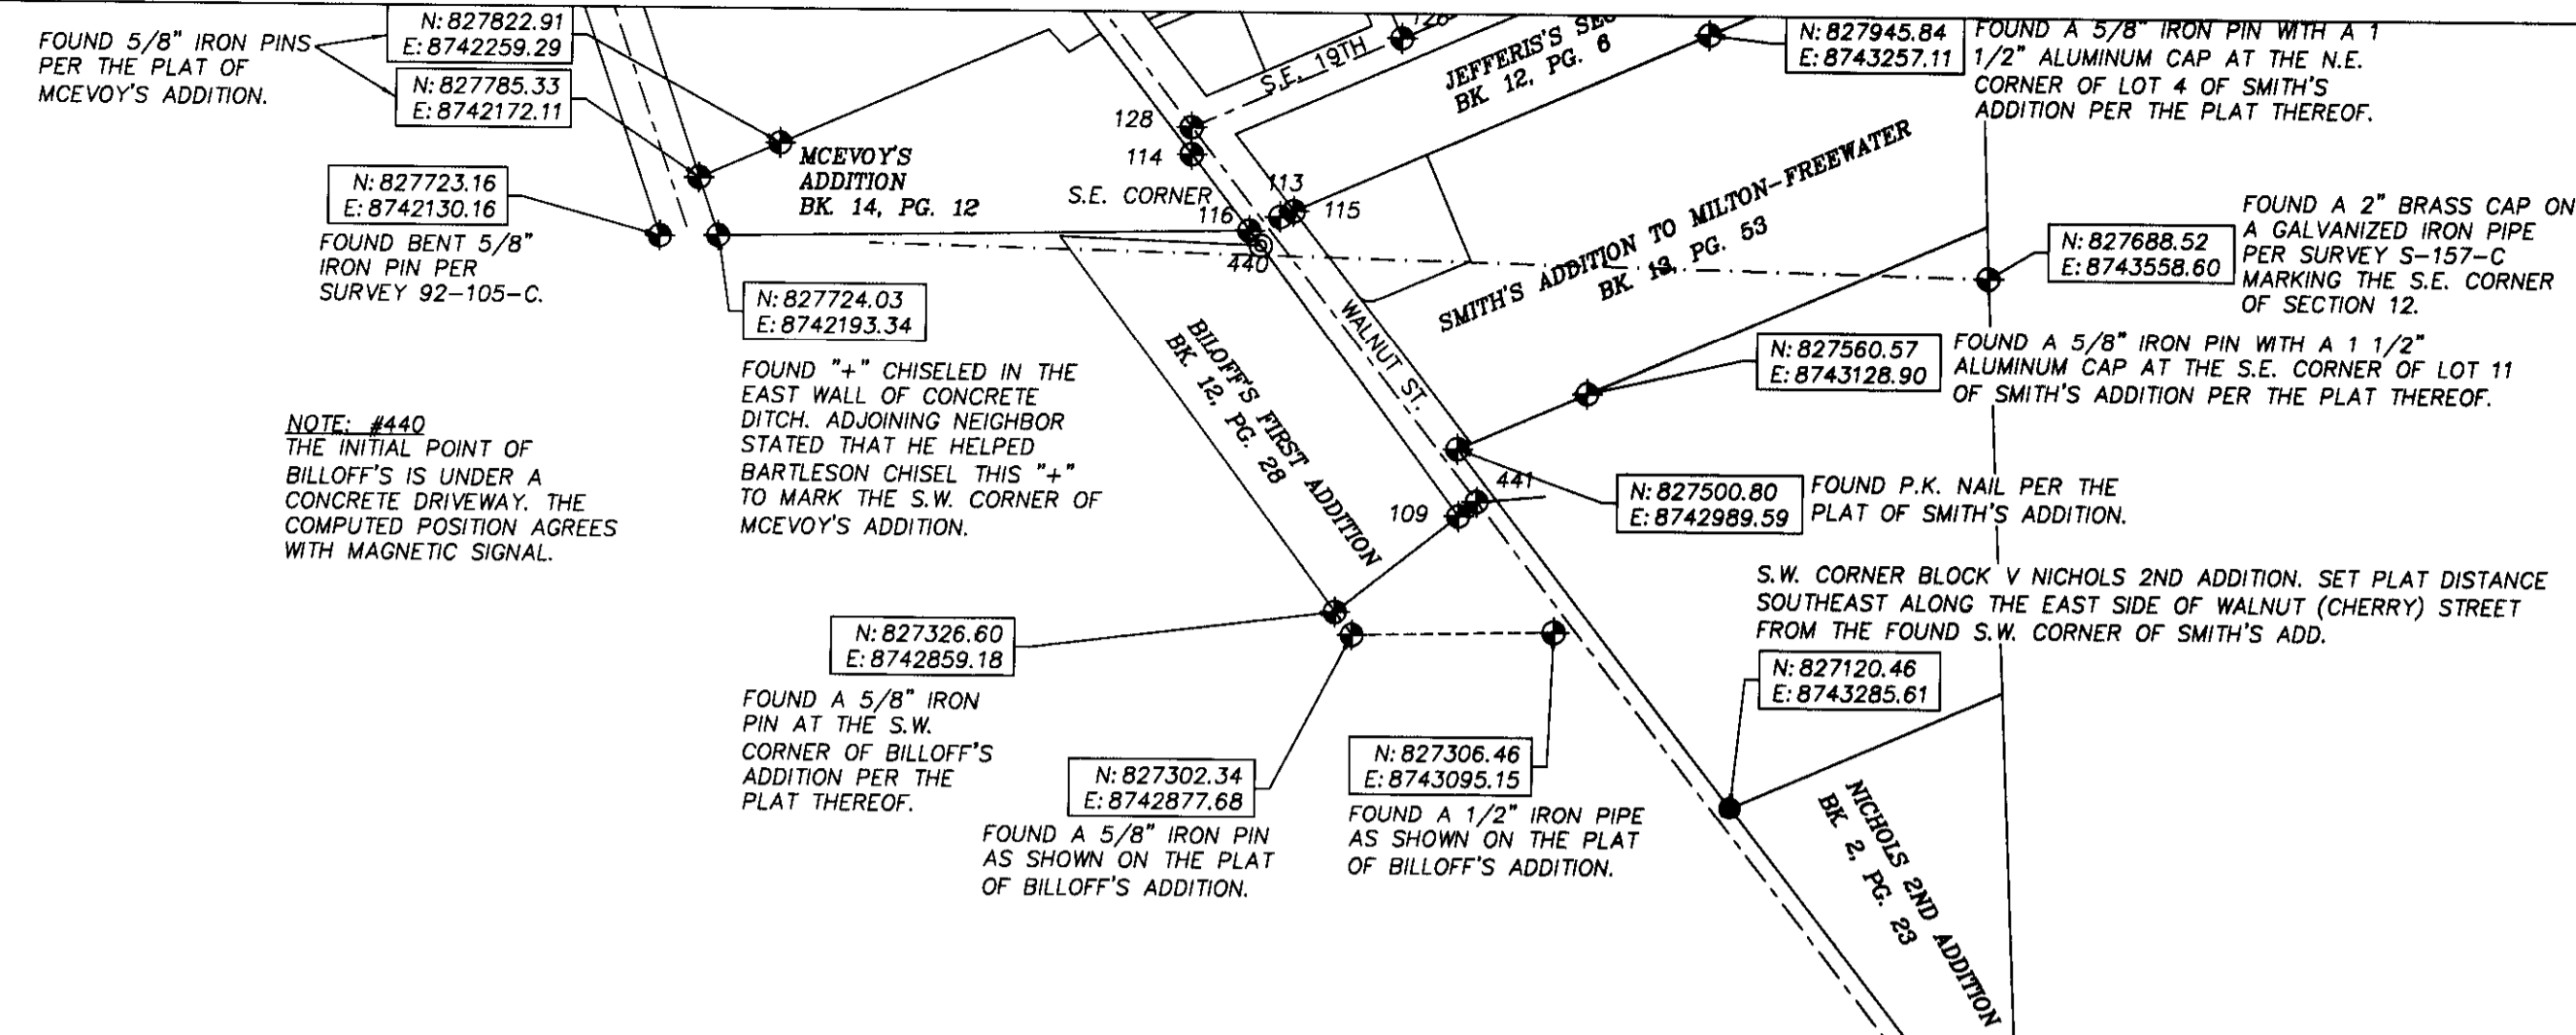 N: 827822.91
E: 8742259.29
FOUND 5/8" IRON PINS
PER THE PLAT OF
MCEVOY'S ADDITION.
N: 827785.33
E: 8742172.11
N: 827723.16
E: 8742130.16
FOUND BENT 5/8"
IRON PIN PER
SURVEY 92-105-C.
NOTE: #440
THE INITIAL POINT OF
BILLOFF'S IS UNDER A
CONCRETE DRIVEWAY. THE
COMPUTED POSITION AGREES
WITH MAGNETIC SIGNAL.
MCEVOY'S
ADDITION
BK. 14, PG. 12
N: 827724.03
E: 8742193.34
FOUND "+" CHISELED IN THE
EAST WALL OF CONCRETE
DITCH. ADJOINING NEIGHBOR
STATED THAT HE HELPED
BARTLESON CHISEL THIS "+"
TO MARK THE S.W. CORNER OF
MCEVOY'S ADDITION.
128
114
S.E. CORNER
116
113
115
440
S.E. 19TH
JEFFERIS'S
BK. 12, PG. 6
N: 827945.84
E: 8743257.11
FOUND A 5/8" IRON PIN WITH A 1
1/2" ALUMINUM CAP AT THE N.E.
CORNER OF LOT 4 OF SMITH'S
ADDITION PER THE PLAT THEREOF.
SMITH'S ADDITION TO MILTON-FREEWATER
BK. 13, PG. 53
N: 827688.52
E: 8743558.60
FOUND A 2" BRASS CAP ON
A GALVANIZED IRON PIPE
PER SURVEY S-157-C
MARKING THE S.E. CORNER
OF SECTION 12.
WALNUT ST.
BILOFF'S FIRST ADDITION
BK. 12, PG. 28
N: 827560.57
E: 8743128.90
FOUND A 5/8" IRON PIN WITH A 1 1/2"
ALUMINUM CAP AT THE S.E. CORNER OF LOT 11
OF SMITH'S ADDITION PER THE PLAT THEREOF.
441
109
N: 827500.80
E: 8742989.59
FOUND P.K. NAIL PER THE
PLAT OF SMITH'S ADDITION.
S.W. CORNER BLOCK V NICHOLS 2ND ADDITION. SET PLAT DISTANCE
SOUTHEAST ALONG THE EAST SIDE OF WALNUT (CHERRY) STREET
FROM THE FOUND S.W. CORNER OF SMITH'S ADD.
N: 827120.46
E: 8743285.61
N: 827326.60
E: 8742859.18
FOUND A 5/8" IRON
PIN AT THE S.W.
CORNER OF BILLOFF'S
ADDITION PER THE
PLAT THEREOF.
N: 827302.34
E: 8742877.68
FOUND A 5/8" IRON PIN
AS SHOWN ON THE PLAT
OF BILLOFF'S ADDITION.
N: 827306.46
E: 8743095.15
FOUND A 1/2" IRON PIPE
AS SHOWN ON THE PLAT
OF BILLOFF'S ADDITION.
NICHOLS 2ND ADDITION
BK. 2, PG. 23